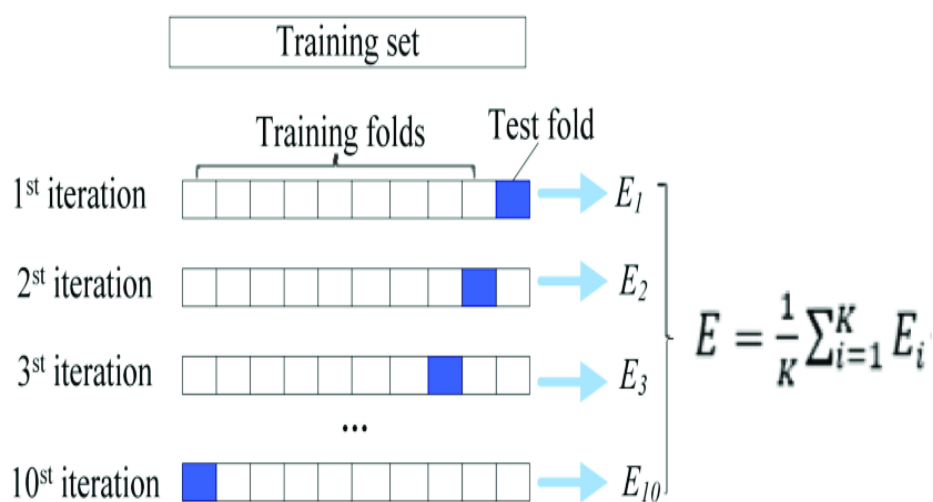 Training set
Training folds
Test fold
1st iteration
E1
2st iteration
E2
3st iteration
E3
...
10st iteration
E10
E = 1/K ∑_{i=1}^{K} E_i